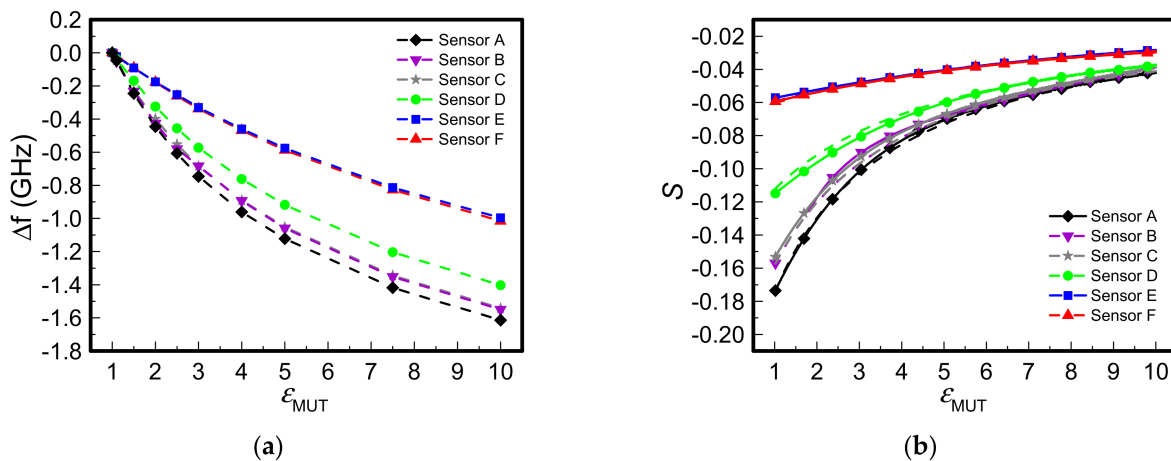 0.2
0.0
-0.2
-0.4
-0.6
-0.8
-1.0
-1.2
-1.4
-1.6
-1.8
Δf (GHz)
Sensor A
Sensor B
Sensor C
Sensor D
Sensor E
Sensor F
1 2 3 4 5 6 7 8 9 10
εMUT
(a)
-0.02
-0.04
-0.06
-0.08
-0.10
-0.12
-0.14
-0.16
-0.18
-0.20
S
Sensor A
Sensor B
Sensor C
Sensor D
Sensor E
Sensor F
1 2 3 4 5 6 7 8 9 10
εMUT
(b)